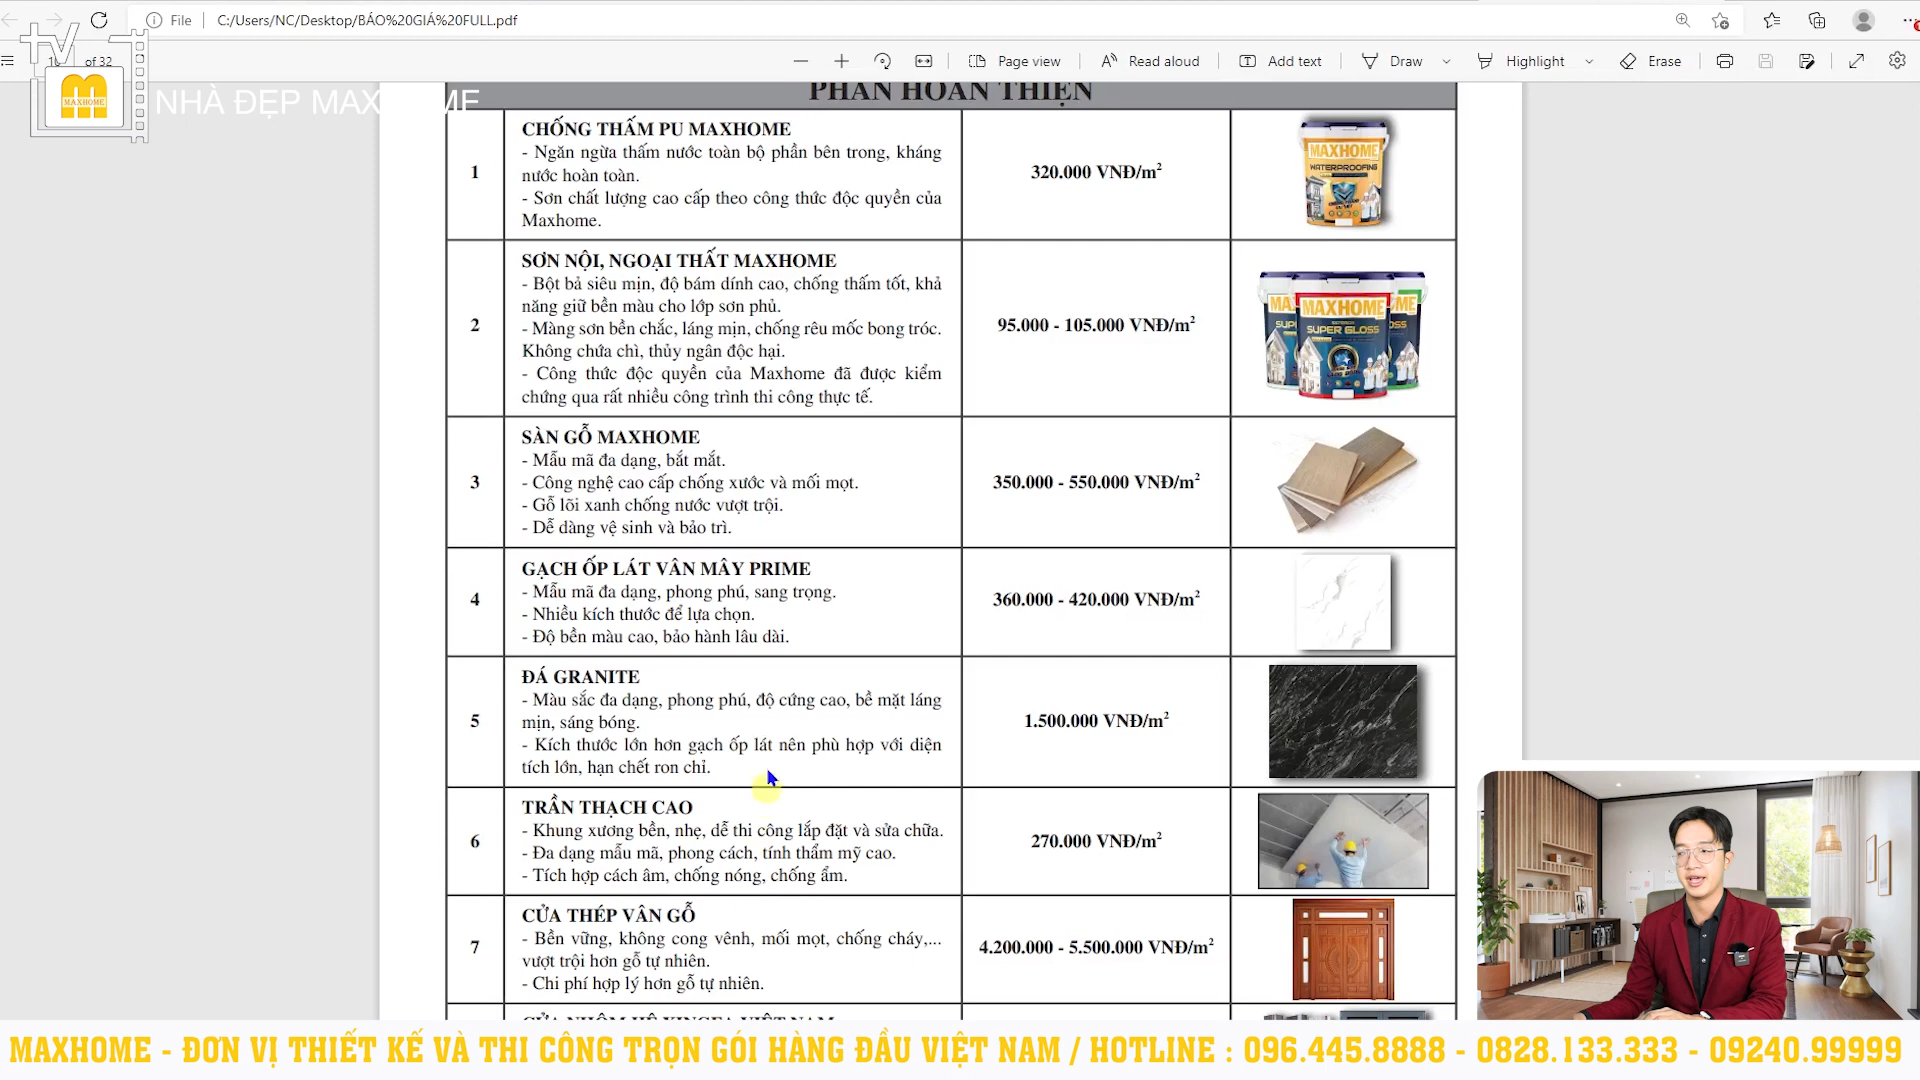 File
C:/Users/NC/Desktop/BÁO%20GIÁ%20FULL.pdf
of 32
Page view
Read aloud
Add text
Draw
Highlight
Erase
tv
MAXHOME
NHÀ ĐẸP MAXHOME
PHẦN HOÀN THIỆN
1
CHỐNG THẤM PU MAXHOME
- Ngăn ngừa thấm nước toàn bộ phần bên trong, kháng
nước hoàn toàn.
- Sơn chất lượng cao cấp theo công thức độc quyền của
Maxhome.
320.000 VNĐ/m²
MAXHOME
WATERPROOFING
2
SƠN NỘI, NGOẠI THẤT MAXHOME
- Bột bả siêu mịn, độ bám dính cao, chống thấm tốt, khả
năng giữ bền màu cho lớp sơn phủ.
- Màng sơn bền chắc, láng mịn, chống rêu mốc bong tróc.
Không chứa chì, thủy ngân độc hại.
- Công thức độc quyền của Maxhome đã được kiểm
chứng qua rất nhiều công trình thi công thực tế.
95.000 - 105.000 VNĐ/m²
MAXHOME
SUPER GLOSS
3
SÀN GỖ MAXHOME
- Mẫu mã đa dạng, bắt mắt.
- Công nghệ cao cấp chống xước và mối mọt.
- Gỗ lõi xanh chống nước vượt trội.
- Dễ dàng vệ sinh và bảo trì.
350.000 - 550.000 VNĐ/m²
4
GẠCH ỐP LÁT VÂN MÂY PRIME
- Mẫu mã đa dạng, phong phú, sang trọng.
- Nhiều kích thước để lựa chọn.
- Độ bền màu cao, bảo hành lâu dài.
360.000 - 420.000 VNĐ/m²
5
ĐÁ GRANITE
- Màu sắc đa dạng, phong phú, độ cứng cao, bề mặt láng
mịn, sáng bóng.
- Kích thước lớn hơn gạch ốp lát nên phù hợp với diện
tích lớn, hạn chết ron chỉ.
1.500.000 VNĐ/m²
6
TRẦN THẠCH CAO
- Khung xương bền, nhẹ, dễ thi công lắp đặt và sửa chữa.
- Đa dạng mẫu mã, phong cách, tính thẩm mỹ cao.
- Tích hợp cách âm, chống nóng, chống ẩm.
270.000 VNĐ/m²
7
CỬA THÉP VÂN GỖ
- Bền vững, không cong vênh, mối mọt, chống cháy,...
vượt trội hơn gỗ tự nhiên.
- Chi phí hợp lý hơn gỗ tự nhiên.
4.200.000 - 5.500.000 VNĐ/m²
CỬA NHÔM HỆ XINGFA VIỆT NAM
MAXHOME - ĐƠN VỊ THIẾT KẾ VÀ THI CÔNG TRỌN GÓI HÀNG ĐẦU VIỆT NAM / HOTLINE : 096.445.8888 - 0828.133.333 - 09240.99999